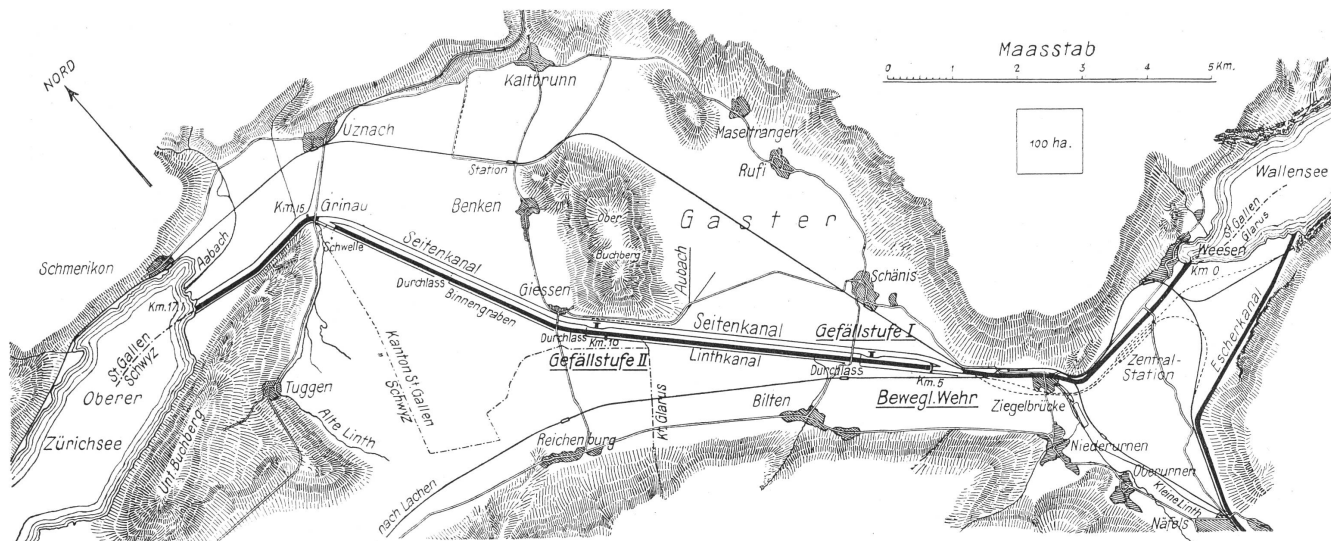 NORD
Maasstab
0 1 2 3 4 5 Km.
100 ha.
Kaltbrunn
Uznach
Maseltrangen
Rufi
Wallensee
Station
Benken
Ober
Buchberg
Gaster
St. Gallen
Glarus
Weesen
Km 0
Km. 15
Grinau
Schwelle
Aabach
Schmerikon
Km. 17,1
Seitenkanal
Durchlass
Binnengraben
Giessen
Aubach
Schänis
Seitenkanal
Gefällstufe I
Durchlass
Km. 10
Linthkanal
Gefällstufe II
Durchlass
Km. 5
Zentral-
Station
Escherkanal
St. Gallen
Schwyz
Oberer
Zürichsee
Unt. Buchberg
Tuggen
Alte Linth
Kanton St. Gallen
Schwyz
Kt. Glarus
Bilten
Bewegl. Wehr
Ziegelbrücke
Reichenburg
nach Lachen
Niederurnen
Oberurnen
Kleine Linth
Näfels